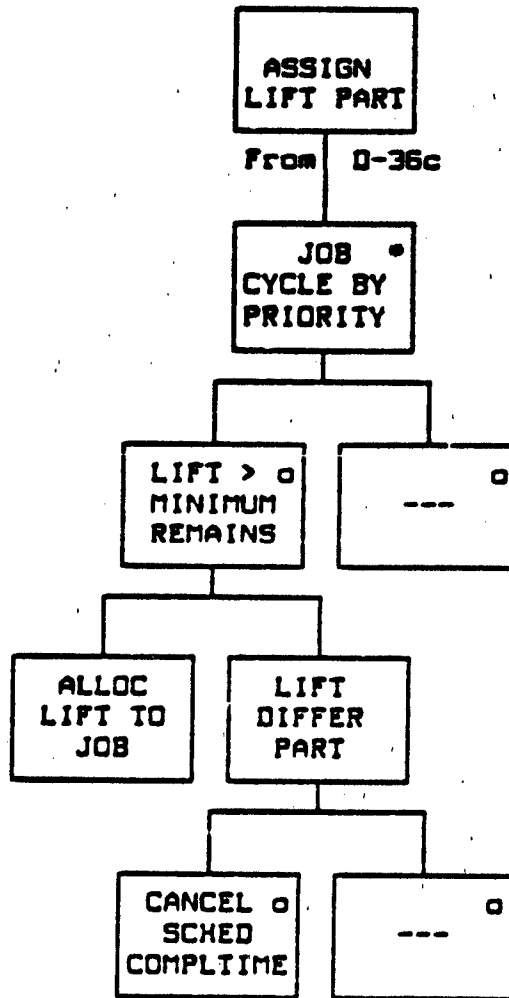 ASSIGN
LIFT PART
From D-36c
JOB *
CYCLE BY
PRIORITY
LIFT > o
MINIMUM
REMAINS
o
---
ALLOC
LIFT TO
JOB
LIFT
DIFFER
PART
CANCEL o
SCHED
COMPLTIME
o
---